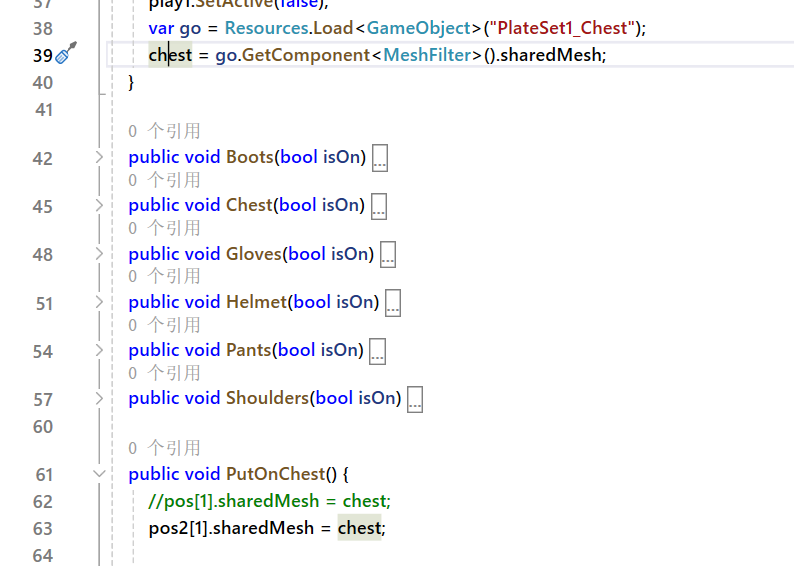 37 play1.SetActive(false);
38 var go = Resources.Load<GameObject>("PlateSet1_Chest");
39 chest = go.GetComponent<MeshFilter>().sharedMesh;
40 }
41
0 个引用
42 public void Boots(bool isOn) ...
0 个引用
45 public void Chest(bool isOn) ...
0 个引用
48 public void Gloves(bool isOn) ...
0 个引用
51 public void Helmet(bool isOn) ...
0 个引用
54 public void Pants(bool isOn) ...
0 个引用
57 public void Shoulders(bool isOn) ...
60
0 个引用
61 public void PutOnChest() {
62 //pos[1].sharedMesh = chest;
63 pos2[1].sharedMesh = chest;
64